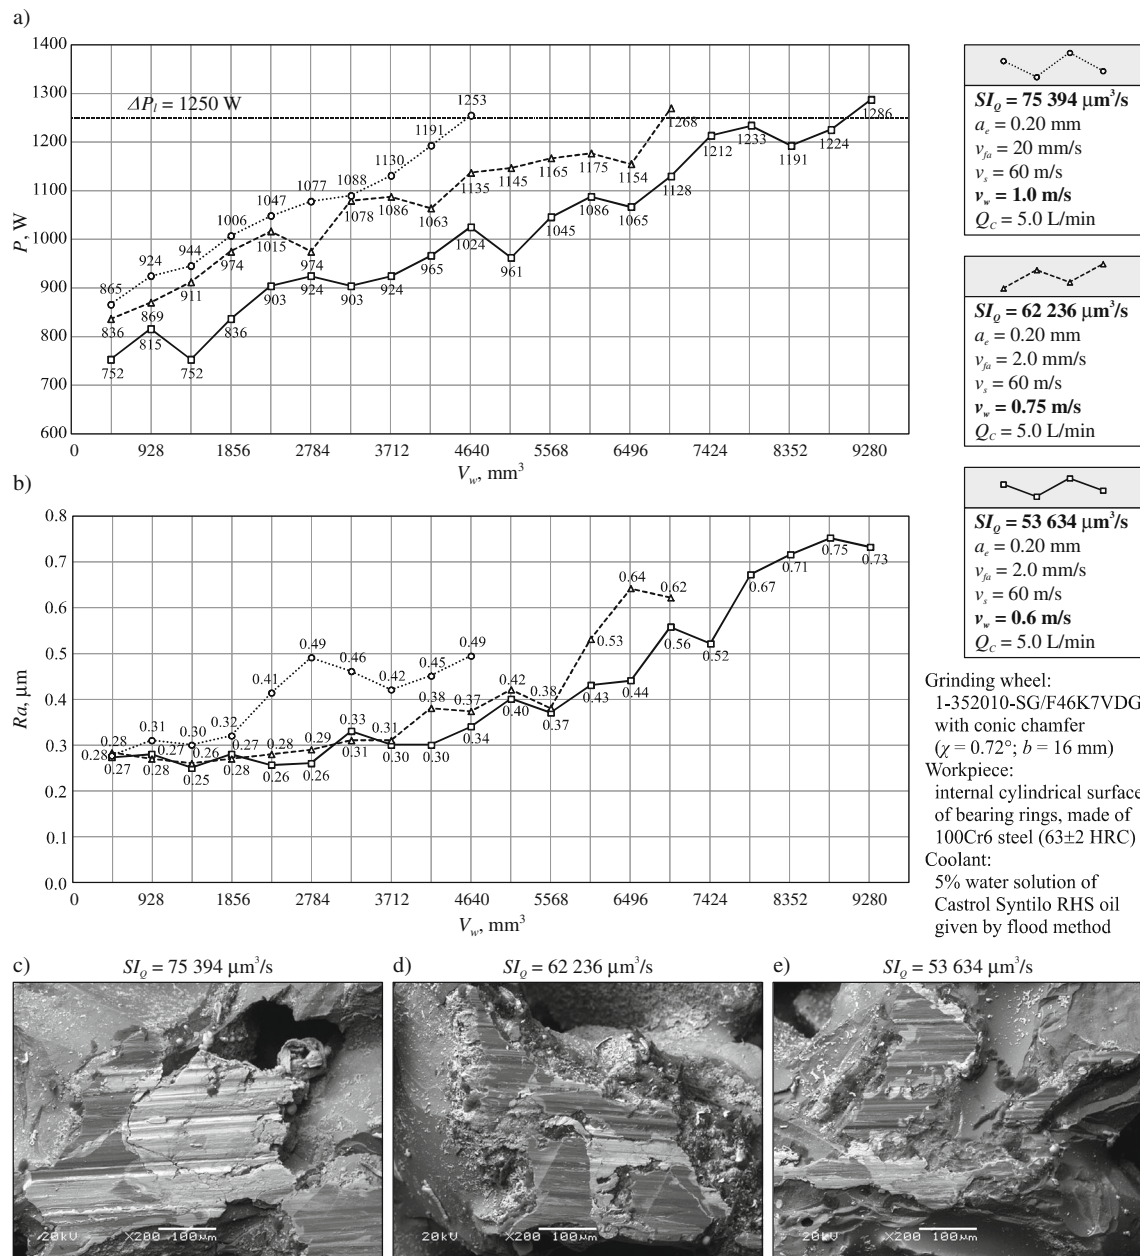 a)
1400
1300
1200
1100
1000
900
800
700
600
P, W
ΔP_l = 1250 W
865
924
944
1006
1047
1077
1088
1130
1191
1253
836
869
911
974
1015
974
1078
1086
1063
1135
1145
1165
1175
1154
1268
752
815
752
836
903
924
903
924
965
1024
961
1045
1086
1065
1128
1212
1233
1191
1224
1286
0 928 1856 2784 3712 4640 5568 6496 7424 8352 9280
V_w, mm³
SI_Q = 75 394 μm³/s
a_e = 0.20 mm
v_fa = 20 mm/s
v_s = 60 m/s
v_w = 1.0 m/s
Q_C = 5.0 L/min
SI_Q = 62 236 μm³/s
a_e = 0.20 mm
v_fa = 2.0 mm/s
v_s = 60 m/s
v_w = 0.75 m/s
Q_C = 5.0 L/min
SI_Q = 53 634 μm³/s
a_e = 0.20 mm
v_fa = 2.0 mm/s
v_s = 60 m/s
v_w = 0.6 m/s
Q_C = 5.0 L/min
b)
0.8
0.7
0.6
0.5
0.4
0.3
0.2
0.1
0.0
Ra, μm
0.28
0.31
0.30
0.32
0.41
0.49
0.46
0.42
0.45
0.49
0.28
0.28
0.26
0.28
0.28
0.29
0.31
0.31
0.38
0.37
0.42
0.38
0.53
0.64
0.62
0.27
0.27
0.25
0.27
0.26
0.26
0.33
0.30
0.30
0.34
0.40
0.37
0.43
0.44
0.56
0.52
0.67
0.71
0.75
0.73
0 928 1856 2784 3712 4640 5568 6496 7424 8352 9280
V_w, mm³
Grinding wheel:
1-352010-SG/F46K7VDG
with conic chamfer
(χ = 0.72°; b = 16 mm)
Workpiece:
internal cylindrical surface
of bearing rings, made of
100Cr6 steel (63±2 HRC)
Coolant:
5% water solution of
Castrol Syntilo RHS oil
given by flood method
c) SI_Q = 75 394 μm³/s
20kV X200 100μm
d) SI_Q = 62 236 μm³/s
20kV X200 100μm
e) SI_Q = 53 634 μm³/s
20kV X200 100μm